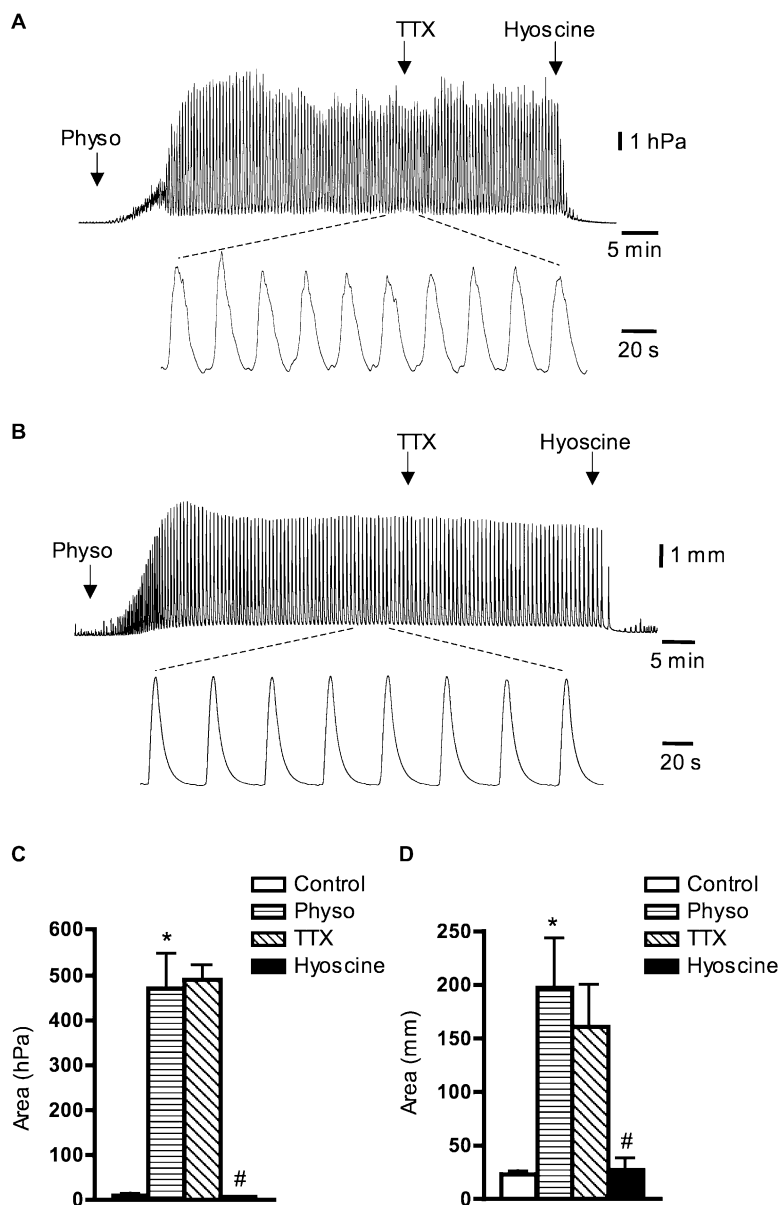 A
TTX
Hyoscine
Physo
1 hPa
5 min
20 s
B
TTX
Hyoscine
Physo
1 mm
5 min
20 s
C
Control
Physo
TTX
Hyoscine
600
500
400
300
200
100
0
Area (hPa)
*
#
D
Control
Physo
TTX
Hyoscine
250
200
150
100
50
0
Area (mm)
*
#